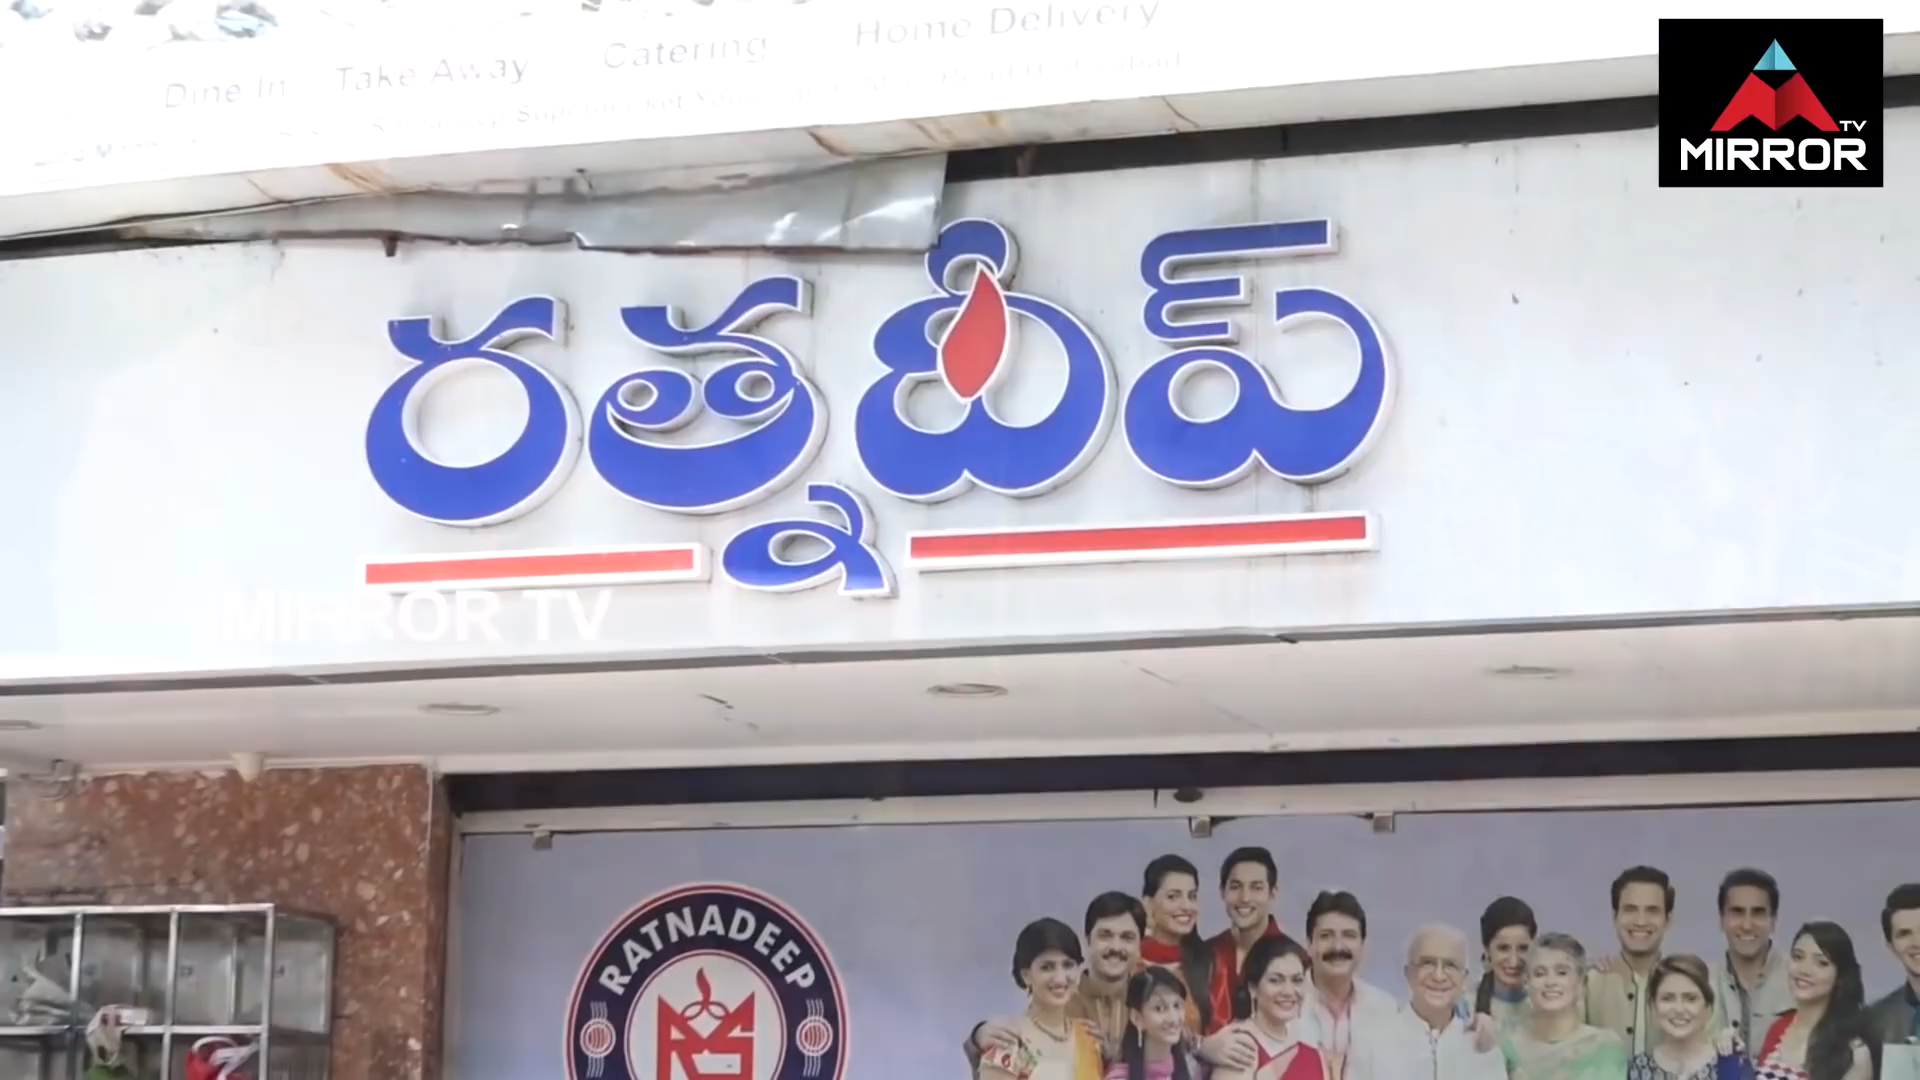 Dine In Take Away Catering Home Delivery
MIRROR TV
రత్నదీప్
MIRROR TV
RATNADEEP